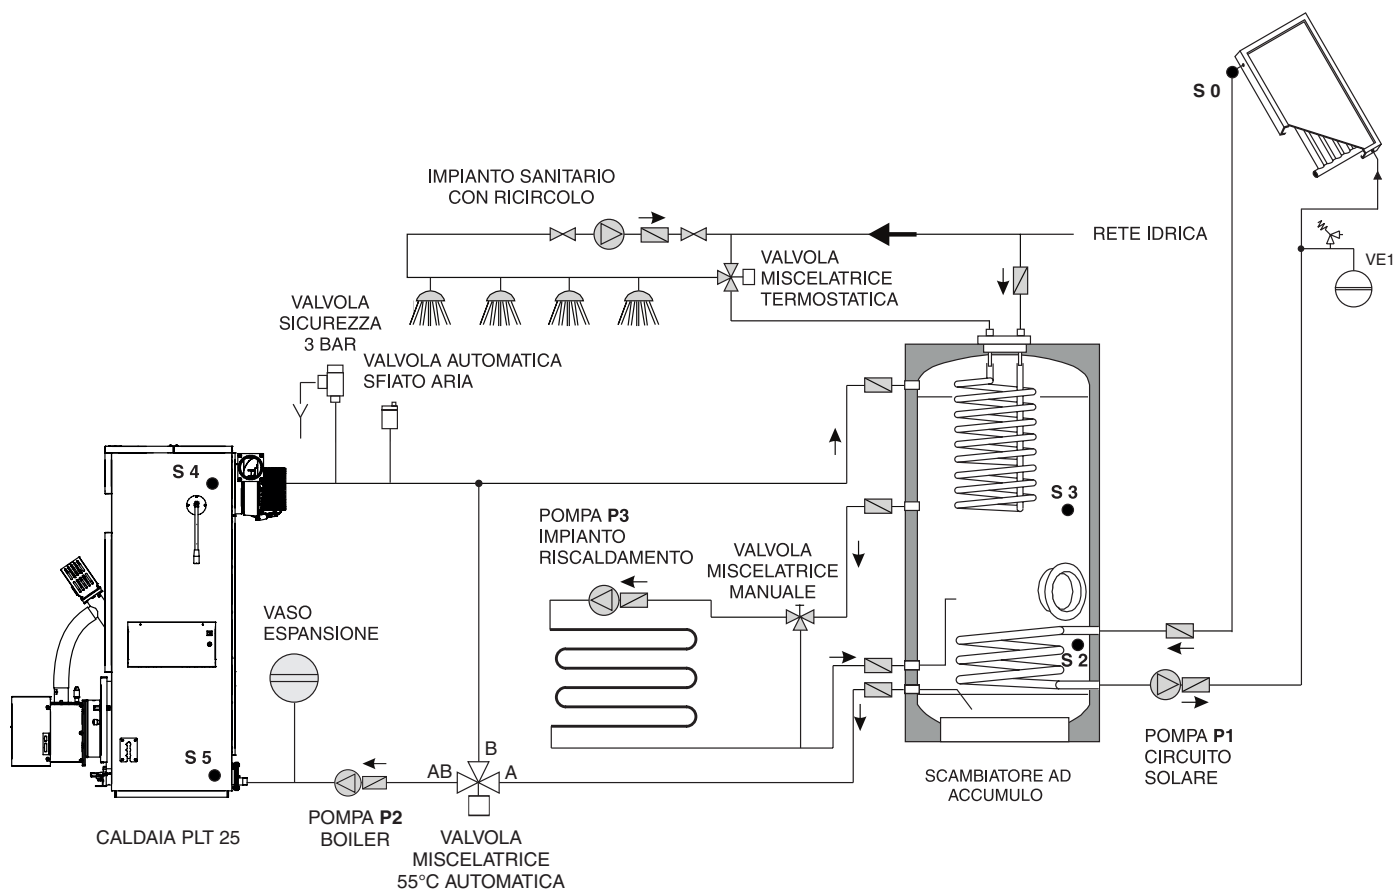 S 0
IMPIANTO SANITARIO
CON RICIRCOLO
RETE IDRICA
VALVOLA
MISCELATRICE
TERMOSTATICA
VE1
VALVOLA
SICUREZZA
3 BAR
VALVOLA AUTOMATICA
SFIATO ARIA
S 4
S 3
POMPA P3
IMPIANTO
RISCALDAMENTO
VALVOLA
MISCELATRICE
MANUALE
VASO
ESPANSIONE
S 2
S 5
B
AB
A
POMPA P1
CIRCUITO
SOLARE
SCAMBIATORE AD
ACCUMULO
POMPA P2
BOILER
CALDAIA PLT 25
VALVOLA
MISCELATRICE
55°C AUTOMATICA